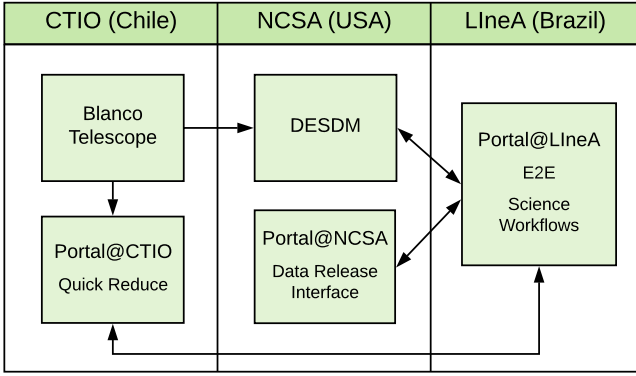 CTIO (Chile)
NCSA (USA)
LIneA (Brazil)
Blanco
Telescope
DESDM
Portal@LIneA
E2E
Science
Workflows
Portal@CTIO
Quick Reduce
Portal@NCSA
Data Release
Interface